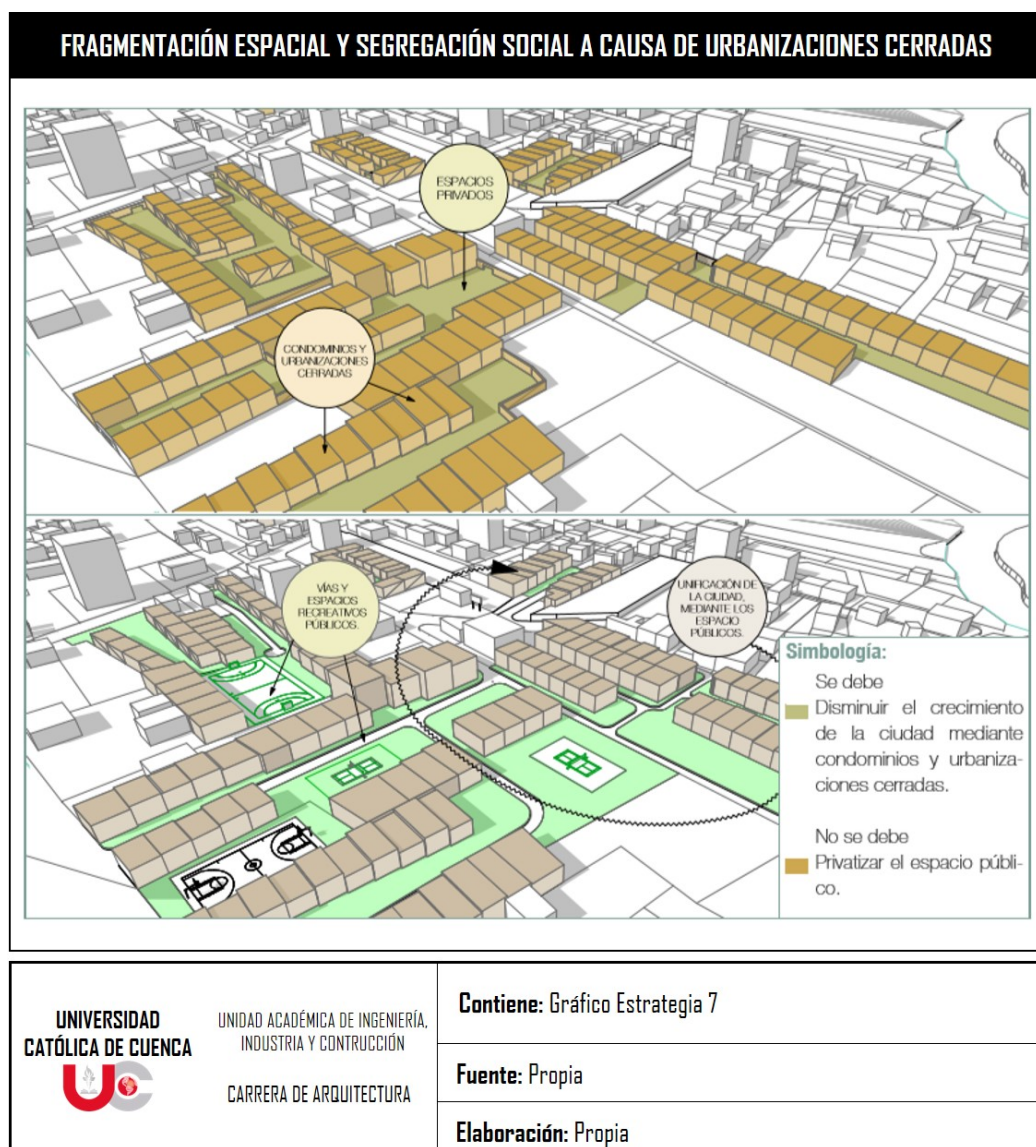 FRAGMENTACIÓN ESPACIAL Y SEGREGACIÓN SOCIAL A CAUSA DE URBANIZACIONES CERRADAS
ESPACIOS
PRIVADOS
CONDOMINIOS Y
URBANIZACIONES
CERRADAS
VÍAS Y
ESPACIOS
RECREATIVOS
PÚBLICOS.
UNIFICACIÓN DE
LA CIUDAD,
MEDIANTE LOS
ESPACIO
PÚBLICOS.
Simbología:
Se debe
Disminuir el crecimiento
de la ciudad mediante
condominios y urbaniza-
ciones cerradas.
No se debe
Privatizar el espacio públi-
co.
UNIVERSIDAD
CATÓLICA DE CUENCA
UC
UNIDAD ACADÉMICA DE INGENIERÍA,
INDUSTRIA Y CONTRUCCIÓN
CARRERA DE ARQUITECTURA
Contiene: Gráfico Estrategia 7
Fuente: Propia
Elaboración: Propia